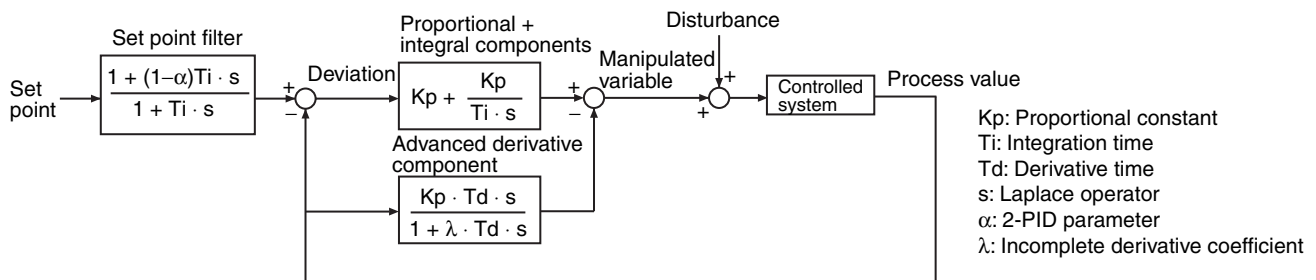 Set point filter
1 + (1–α)Ti · s
1 + Ti · s
Set
point
+
–
Deviation
Proportional +
integral components
Kp +
Kp
Ti · s
Advanced derivative
component
Kp · Td · s
1 + λ · Td · s
+
–
Manipulated
variable
Disturbance
+
+
Controlled
system
Process value
Kp: Proportional constant
Ti: Integration time
Td: Derivative time
s: Laplace operator
α: 2-PID parameter
λ: Incomplete derivative coefficient